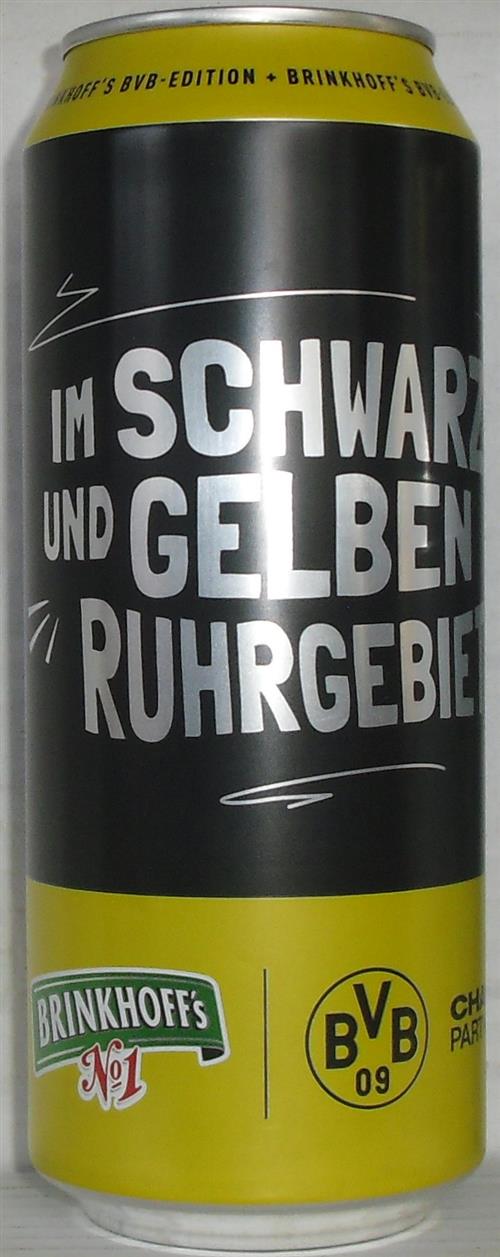 BRINKHOFF'S BVB-EDITION + BRINKHOFF'S BVB-
IM SCHWARZ
UND GELBEN
RUHRGEBIET
BRINKHOFF's
No1
BVB
09